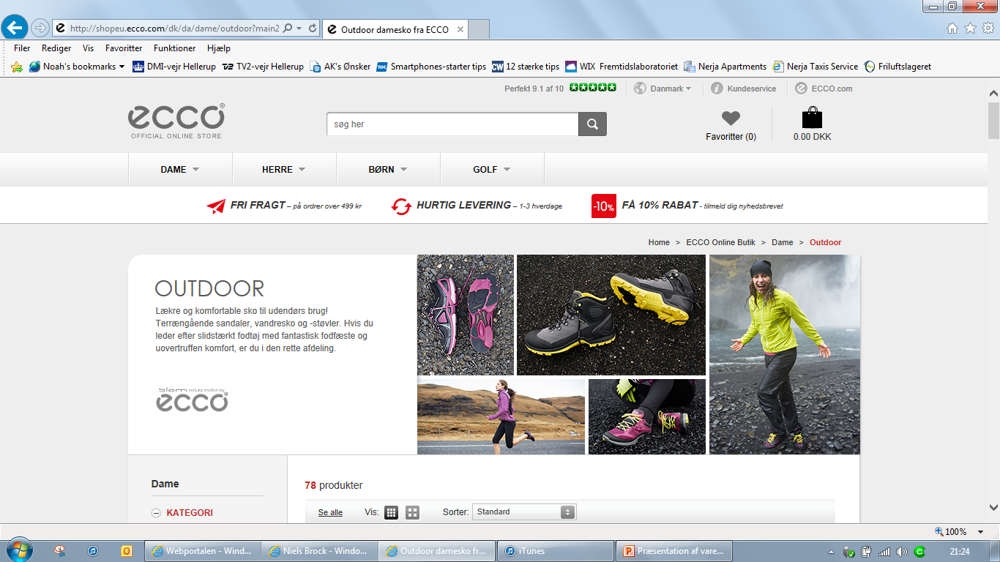 http://shopeu.ecco.com/dk/da/dame/outdoor?main2
Outdoor damesko fra ECCO
Filer Rediger Vis Favoritter Funktioner Hjælp
Noah's bookmarks DMI-vejr Hellerup TV2-vejr Hellerup AK's Ønsker Smartphones-starter tips 12 stærke tips WIX Fremtidslaboratoriet Nerja Apartments Nerja Taxis Service Friluftslageret
Perfekt 9.1 af 10 Danmark Kundeservice ECCO.com
ecco®
OFFICIAL ONLINE STORE
søg her
Favoritter (0) 0.00 DKK
DAME HERRE BØRN GOLF
FRI FRAGT – på ordrer over 499 kr HURTIG LEVERING – 1-3 hverdage -10% FÅ 10% RABAT - tilmeld dig nyhedsbrevet
Home > ECCO Online Butik > Dame > Outdoor
OUTDOOR
Lækre og komfortable sko til udendørs brug!
Terrængående sandaler, vandresko og -støvler. Hvis du
leder efter slidstærkt fodtøj med fantastisk fodfæste og
uovertruffen komfort, er du i den rette afdeling.
biom natural motion by
ecco®
Dame
KATEGORI
78 produkter
Se alle Vis: Sorter: Standard
100%
Webportalen - Wind... Niels Brock - Windo... Outdoor damesko fr... iTunes Præsentation af vare... 21:24